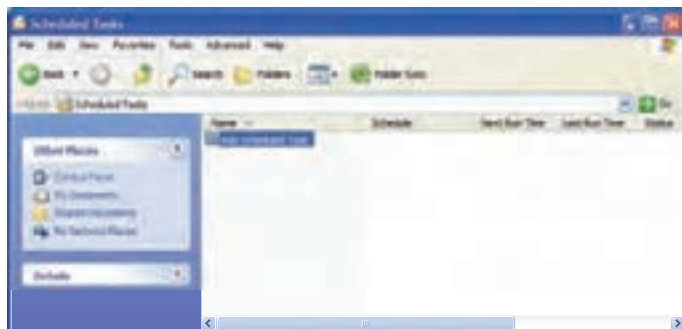 Scheduled Tasks
File Edit View Favorites Tools Advanced Help
Back Search Folders Folder Sync
Address Scheduled Tasks Go
Name Schedule Next Run Time Last Run Time Status
Add Scheduled Task
Other Places
Control Panel
My Documents
Shared Documents
My Network Places
Details